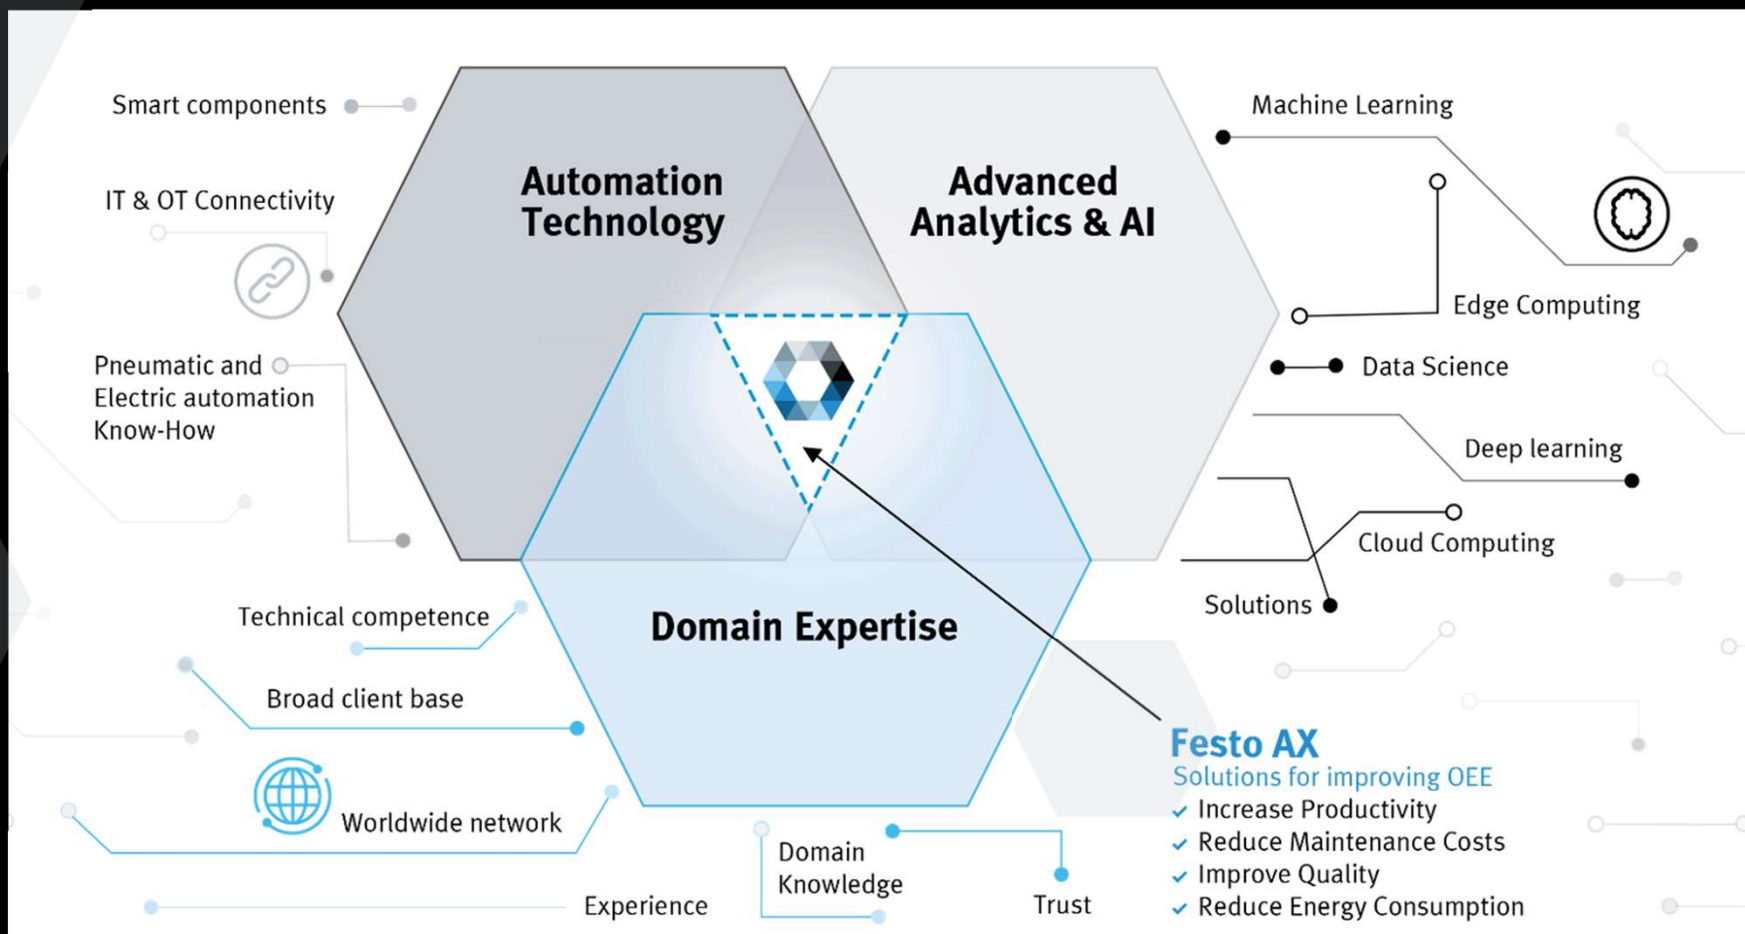 Smart components
IT & OT Connectivity
Pneumatic and
Electric automation
Know-How
Automation
Technology
Advanced
Analytics & AI
Machine Learning
Edge Computing
Data Science
Deep learning
Cloud Computing
Solutions
Domain Expertise
Technical competence
Broad client base
Worldwide network
Experience
Domain
Knowledge
Trust
Festo AX
Solutions for improving OEE
Increase Productivity
Reduce Maintenance Costs
Improve Quality
Reduce Energy Consumption